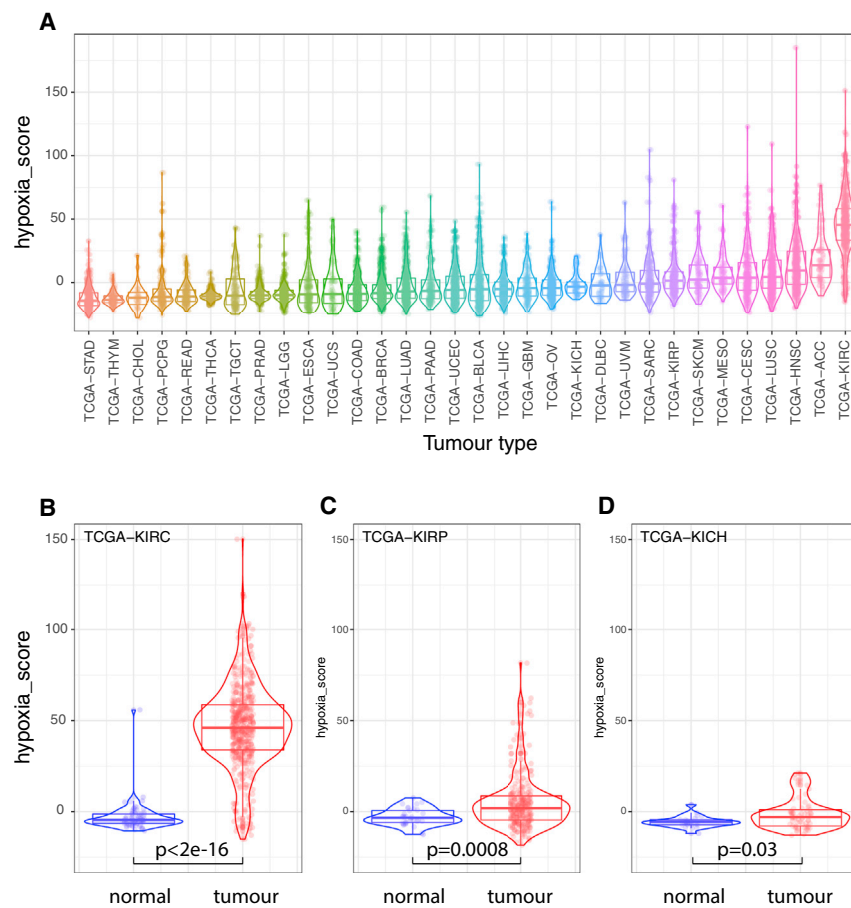 A
hypoxia_score
150
100
50
0
TCGA−STAD
TCGA−THYM
TCGA−CHOL
TCGA−PCPG
TCGA−READ
TCGA−THCA
TCGA−TGCT
TCGA−PRAD
TCGA−LGG
TCGA−ESCA
TCGA−UCS
TCGA−COAD
TCGA−BRCA
TCGA−LUAD
TCGA−PAAD
TCGA−UCEC
TCGA−BLCA
TCGA−LIHC
TCGA−GBM
TCGA−OV
TCGA−KICH
TCGA−DLBC
TCGA−UVM
TCGA−SARC
TCGA−KIRP
TCGA−SKCM
TCGA−MESO
TCGA−CESC
TCGA−LUSC
TCGA−HNSC
TCGA−ACC
TCGA−KIRC
Tumour type
B
TCGA−KIRC
hypoxia_score
150
100
50
0
p<2e-16
normal tumour
C
TCGA−KIRP
hypoxia_score
150
100
50
0
p=0.0008
normal tumour
D
TCGA−KICH
hypoxia_score
150
100
50
0
p=0.03
normal tumour